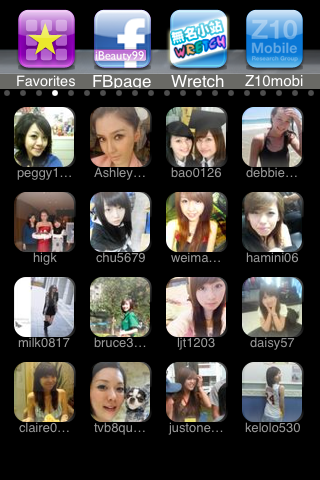 iBeauty99
無名小站
WRETCH
Z10
Mobile
Research Group
Favorites FBpage Wretch Z10mobi
peggy1... Ashley... bao0126 debbie...
higk chu5679 weima... hamini06
milk0817 bruce3... ljt1203 daisy57
claire0... tvb8qu... justone... kelolo530